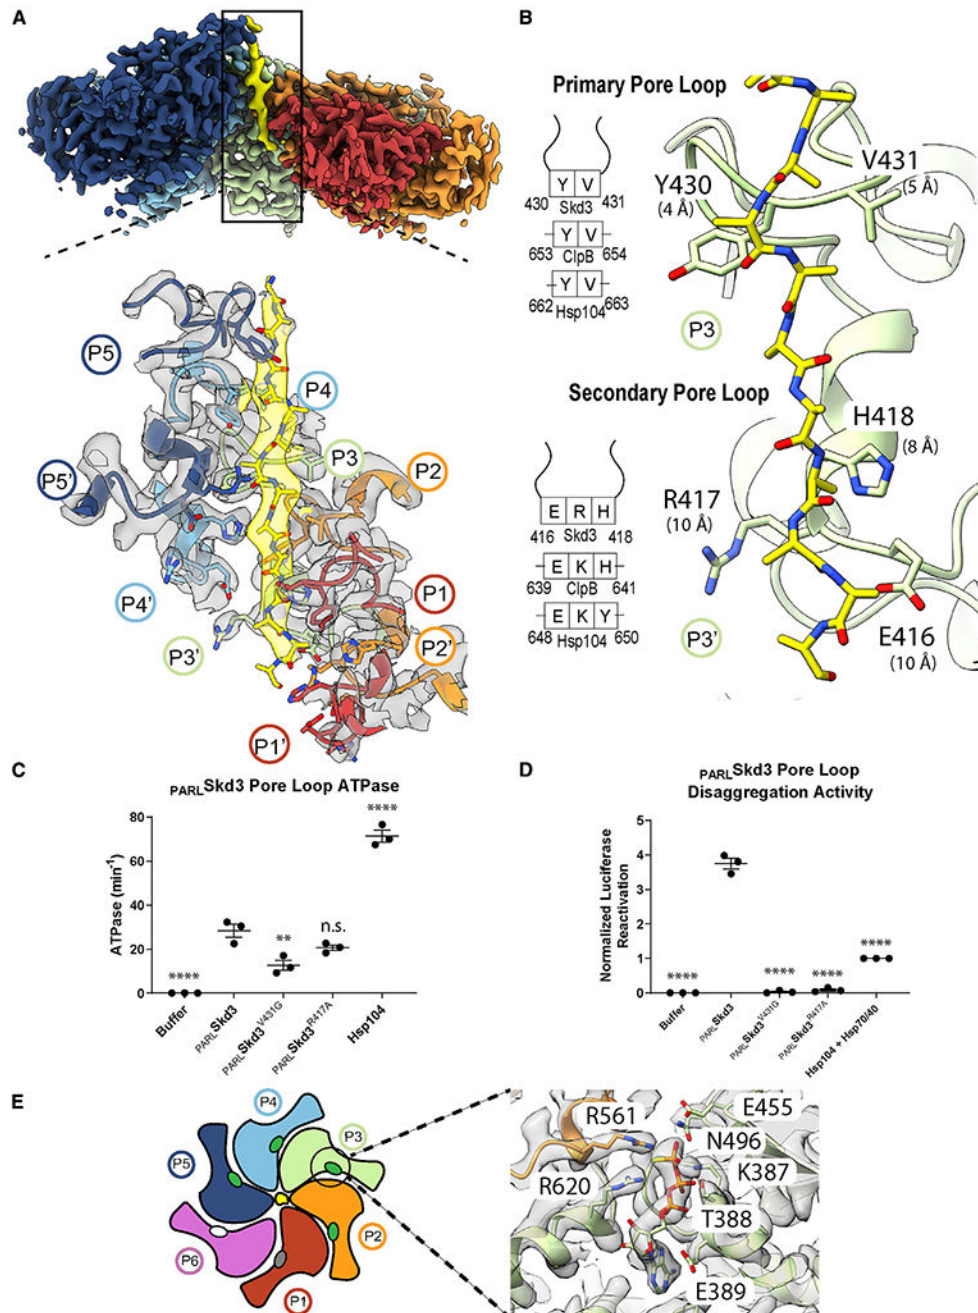 A
P5
P4
P3
P2
P5'
P1
P4'
P3'
P2'
P1'
B
Primary Pore Loop
Y V
430 Skd3 431
Y V
653 ClpB 654
Y V
662 Hsp104 663
Y430
(4 Å)
V431
(5 Å)
P3
Secondary Pore Loop
E R H
416 Skd3 418
E K H
639 ClpB 641
E K Y
648 Hsp104 650
H418
(8 Å)
R417
(10 Å)
P3'
E416
(10 Å)
C
PARLSkd3 Pore Loop ATPase
ATPase (min-1)
80
60
40
20
0
****
**
n.s.
****
Buffer
PARLSkd3
PARLSkd3V431G
PARLSkd3R417A
Hsp104
D
PARLSkd3 Pore Loop
Disaggregation Activity
Normalized Luciferase
Reactivation
5
4
3
2
1
0
****
****
****
****
Buffer
PARLSkd3
PARLSkd3V431G
PARLSkd3R417A
Hsp104 + Hsp70/40
E
P4
P3
P5
P2
P6
P1
R561
E455
N496
K387
R620
T388
E389